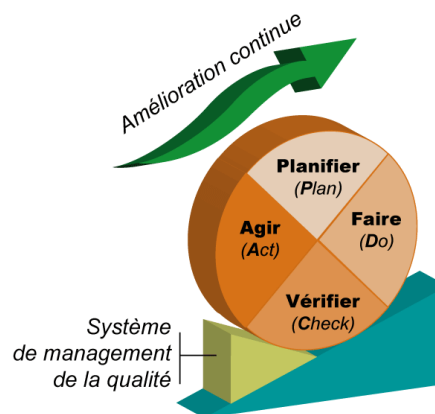 Amélioration continue
Planifier
(Plan)
Faire
(Do)
Agir
(Act)
Vérifier
(Check)
Système
de management
de la qualité